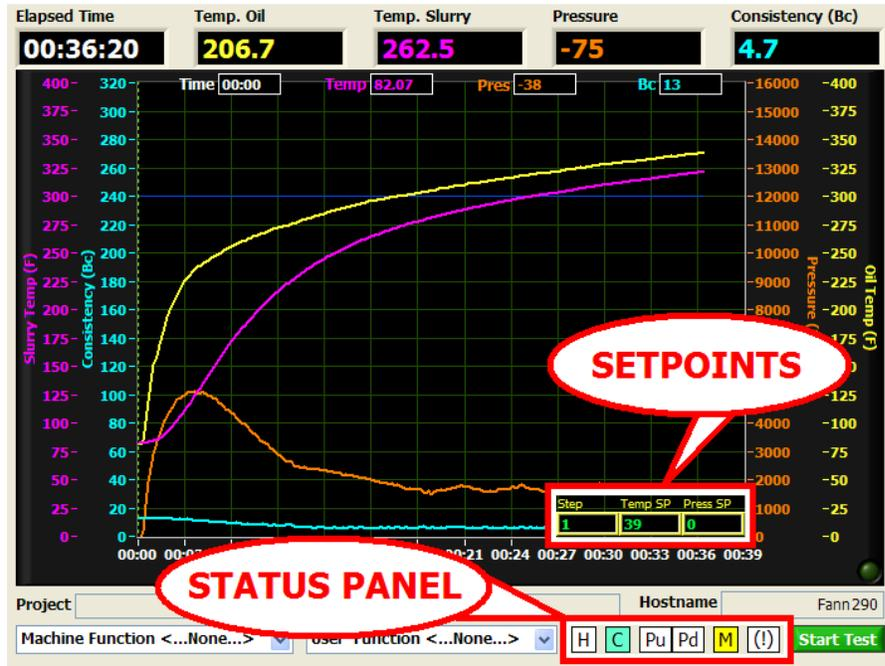 Elapsed Time Temp. Oil Temp. Slurry Pressure Consistency (Bc)
00:36:20 206.7 262.5 -75 4.7
Time 00:00 Temp 82.07 Pres -38 Bc 13
400 320 16000 400
375 300 375
350 280 14000 350
325 260 13000 325
300 240 12000 300
275 220 11000 275
250 200 10000 250
225 180 9000 225
200 160 8000 200
175 140 175
150 120
125 100 125
100 80 100
75 60 3000 75
50 40 2000 50
25 20 1000 25
0 0 0 0
Slurry Temp (F)
Consistency (Bc)
Pressure
Oil Temp (F)
SETPOINTS
Step Temp SP Press SP
1 39 0
00:00 00:21 00:24 00:27 00:30 00:33 00:36 00:39
STATUS PANEL
Project Hostname Fann290
Machine Function <...None...> Function <...None...> H C Pu Pd M (!) Start Test